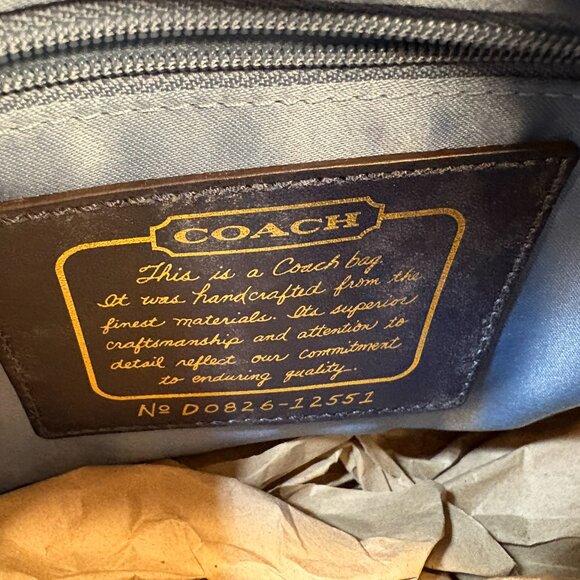 COACH
This is a Coach bag.
It was handcrafted from the
finest materials. Its superior
craftsmanship and attention to
detail reflect our commitment
to enduring quality.
Nº D0826-12551